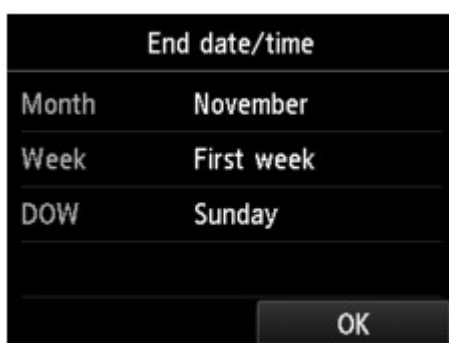 End date/time
Month November
Week First week
DOW Sunday
OK